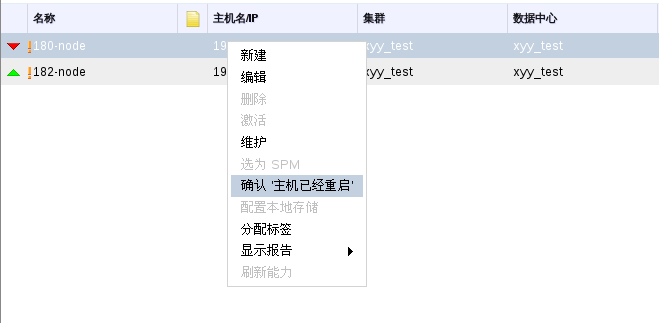 名称 主机名/IP 集群 数据中心
180-node 19 xyy_test xyy_test
182-node 19 xyy_test xyy_test
新建
编辑
删除
激活
维护
选为 SPM
确认 '主机已经重启'
配置本地存储
分配标签
显示报告
刷新能力